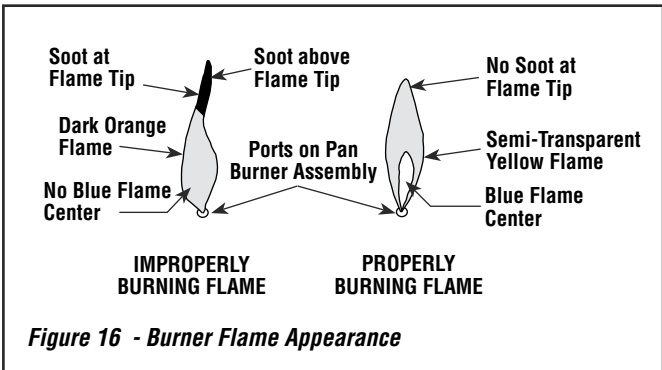 Soot at
Flame Tip
Soot above
Flame Tip
No Soot at
Flame Tip
Dark Orange
Flame
Ports on Pan
Burner Assembly
Semi-Transparent
Yellow Flame
No Blue Flame
Center
Blue Flame
Center
IMPROPERLY
BURNING FLAME
PROPERLY
BURNING FLAME
Figure 16 - Burner Flame Appearance